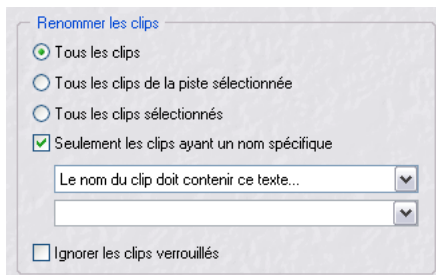 Renommer les clips
Tous les clips
Tous les clips de la piste sélectionnée
Tous les clips sélectionnés
Seulement les clips ayant un nom spécifique
Le nom du clip doit contenir ce texte...
Ignorer les clips verrouillés